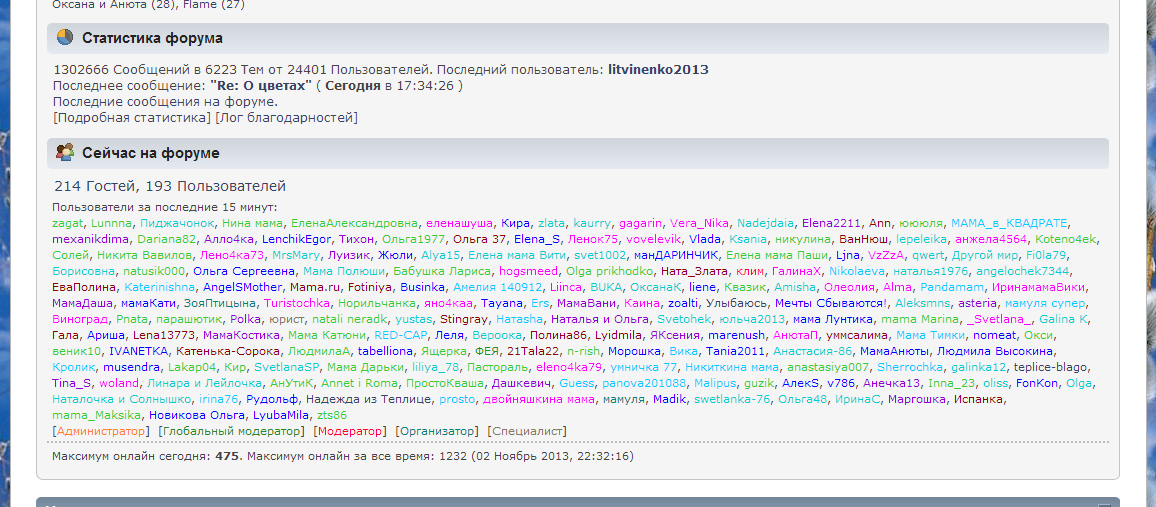 Оксана и Анюта (28), Flame (27)
Статистика форума
1302666 Сообщений в 6223 Тем от 24401 Пользователей. Последний пользователь: litvinenko2013
Последнее сообщение: "Re: О цветах" ( Сегодня в 17:34:26 )
Последние сообщения на форуме.
[Подробная статистика] [Лог благодарностей]
Сейчас на форуме
214 Гостей, 193 Пользователей
Пользователи за последние 15 минут:
zagat, Lunnna, Пиджачонок, Нина мама, ЕленаАлександровна, еленашуша, Кира, zlata, kaurry, gagarin, Vera_Nika, Nadejdaia, Elena2211, Ann, юююля, МАМА_в_КВАДРАТЕ,
mexanikdima, Dariana82, Алло4ка, LenchikEgor, Тихон, Ольга1977, Ольга 37, Elena_S, Ленок75, vovelevik, Vlada, Ksania, никулина, ВанНюш, lepeleika, анжела4564, Koteno4ek,
Солей, Никита Вавилов, Лено4ка73, MrsMary, Луизик, Жюли, Alya15, Елена мама Вити, svet1002, манДАРИНЧИК, Елена мама Паши, Ljna, VzZzA, qwert, Другой мир, Fi0la79,
Борисовна, natusik000, Ольга Сергеевна, Мама Полюши, Бабушка Лариса, hogsmeed, Olga prikhodko, Ната_Злата, клим, ГалинаХ, Nikolaeva, наталья1976, angelochek7344,
ЕваПолина, Katerinishna, AngelSMother, Mama.ru, Fotiniya, Businka, Амелия 140912, Liinca, BUKA, ОксанаК, liene, Квазик, Amisha, Олеолия, Alma, Pandamam, ИринамамаВики,
МамаДаша, мамаКати, ЗояПтицына, Turistochka, Норильчанка, яно4каа, Tayana, Ers, МамаВани, Каина, zoalti, Улыбаюсь, Мечты Сбываются!, Aleksmns, asteria, мамуля супер,
Виноград, Pnata, парашютик, Polka, юрист, natali neradk, yustas, Stingray, Натasha, Наталья и Ольга, Svetohek, юльча2013, мама Лунтика, mama Marina, _Svetlana_, Galina K,
Гала, Ариша, Lena13773, МамаКостика, Мама Катюни, RED-CAP, Леля, Вероока, Полина86, Lyidmila, ЯКсения, marenush, АнютаП, уммсалима, Мама Тимки, nomeat, Окси,
веник10, IVANETKA, Катенька-Сорока, ЛюдмилаА, tabelliona, Ящерка, ФЕЯ, 21Tala22, n-rish, Морошка, Вика, Tania2011, Анастасия-86, МамаАнюты, Людмила Высокина,
Кролик, musendra, Lakap04, Кир, SvetlanaSP, Мама Дарьки, liliya_78, Пастораль, eleno4ka79, умничка 77, Никиткина мама, anastasiya007, Sherrochka, galinka12, teplice-blago,
Tina_S, woland, Линара и Лейлочка, АнУтиК, Annet i Roma, ПростоКваша, Дашкевич, Guess, panova201088, Malipus, guzik, АлекS, v786, Анечка13, Inna_23, oliss, FonKon, Olga,
Наталочка и Солнышко, irina76, Рудольф, Надежда из Теплице, prosto, двойняшкина мама, мамуля, Madik, swetlanka-76, Ольга48, ИринаС, Маргошка, Испанка,
mama_Maksika, Новикова Ольга, LyubaMila, zts86
[Администратор] [Глобальный модератор] [Модератор] [Организатор] [Специалист]
Максимум онлайн сегодня: 475. Максимум онлайн за все время: 1232 (02 Ноябрь 2013, 22:32:16)